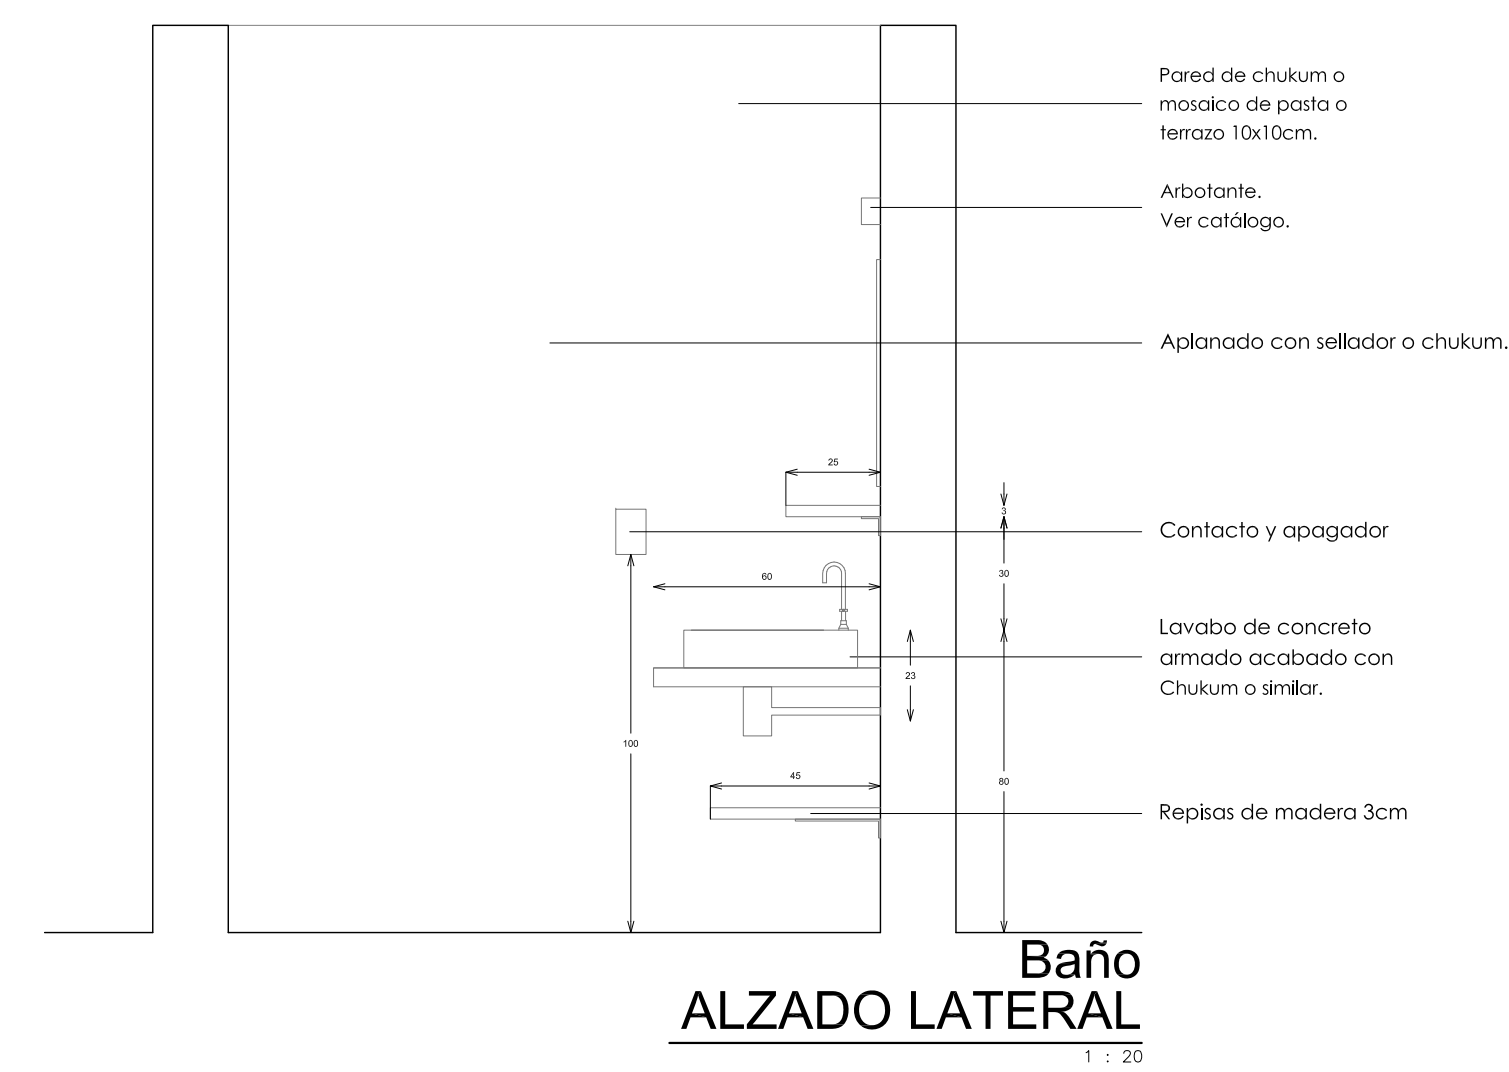 Pared de chukum o
mosaico de pasta o
terrazo 10x10cm.
Arbotante.
Ver catálogo.
Aplanado con sellador o chukum.
25
3
Contacto y apagador
30
60
Lavabo de concreto
armado acabado con
Chukum o similar.
23
100
45
80
Repisas de madera 3cm
Baño
ALZADO LATERAL
1 : 20